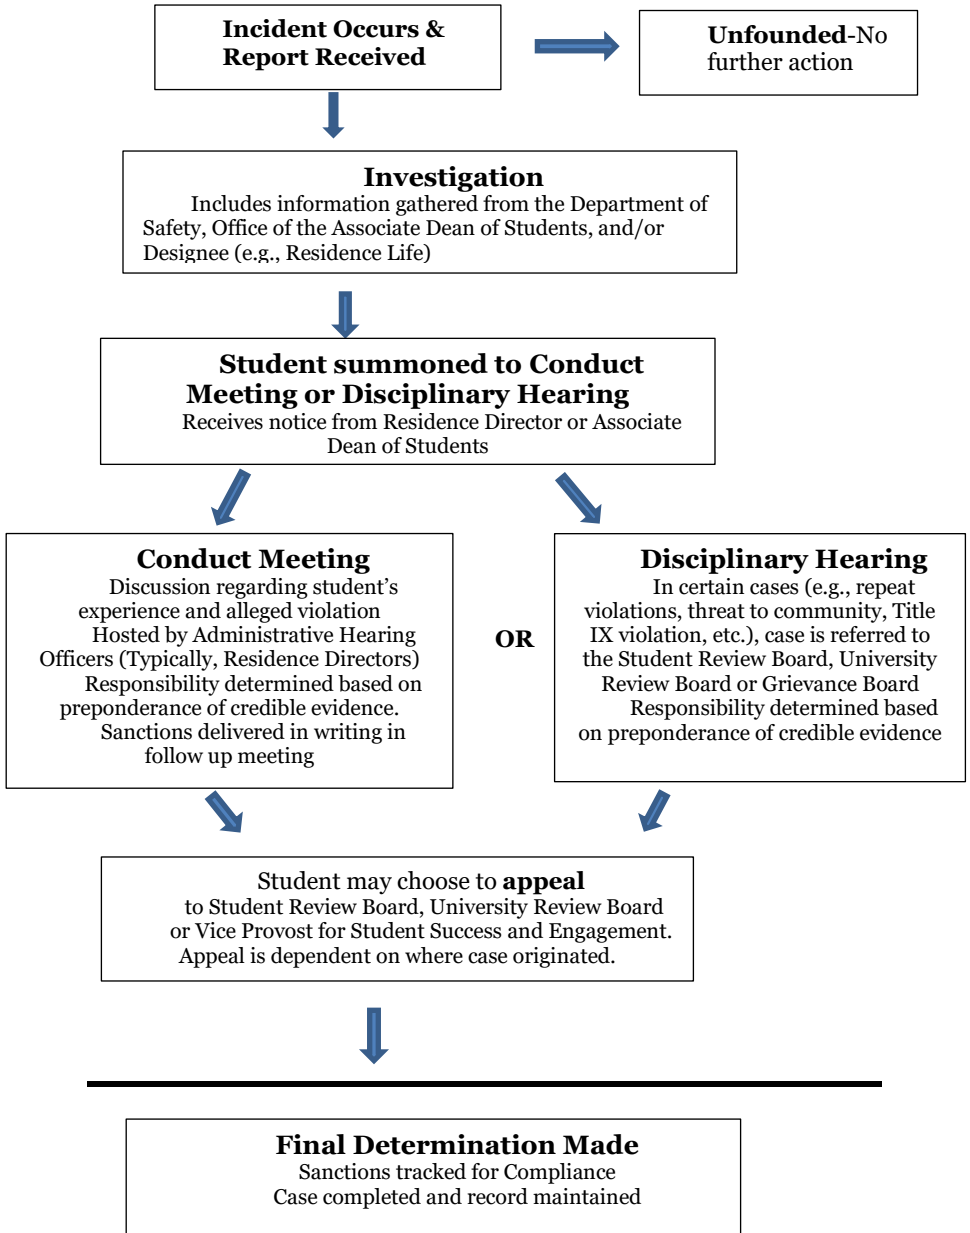 Incident Occurs &
Report Received
Unfounded-No
further action
Investigation
Includes information gathered from the Department of
Safety, Office of the Associate Dean of Students, and/or
Designee (e.g., Residence Life)
Student summoned to Conduct
Meeting or Disciplinary Hearing
Receives notice from Residence Director or Associate
Dean of Students
Conduct Meeting
Discussion regarding student's
experience and alleged violation
Hosted by Administrative Hearing
Officers (Typically, Residence Directors)
Responsibility determined based on
preponderance of credible evidence.
Sanctions delivered in writing in
follow up meeting
OR
Disciplinary Hearing
In certain cases (e.g., repeat
violations, threat to community, Title
IX violation, etc.), case is referred to
the Student Review Board, University
Review Board or Grievance Board
Responsibility determined based
on preponderance of credible evidence
Student may choose to appeal
to Student Review Board, University Review Board
or Vice Provost for Student Success and Engagement.
Appeal is dependent on where case originated.
Final Determination Made
Sanctions tracked for Compliance
Case completed and record maintained